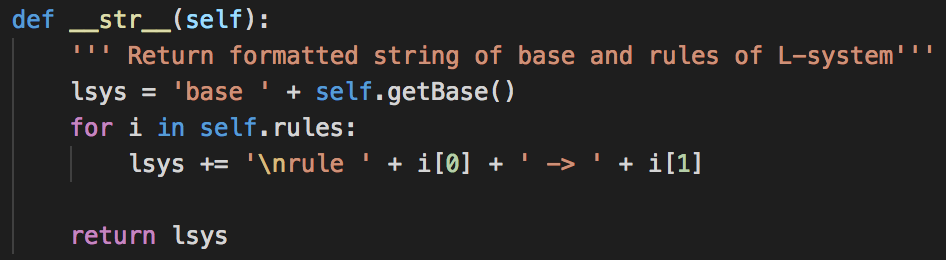 def __str__(self):
    ''' Return formatted string of base and rules of L-system'''
    lsys = 'base ' + self.getBase()
    for i in self.rules:
        lsys += '\nrule ' + i[0] + ' -> ' + i[1]
    return lsys